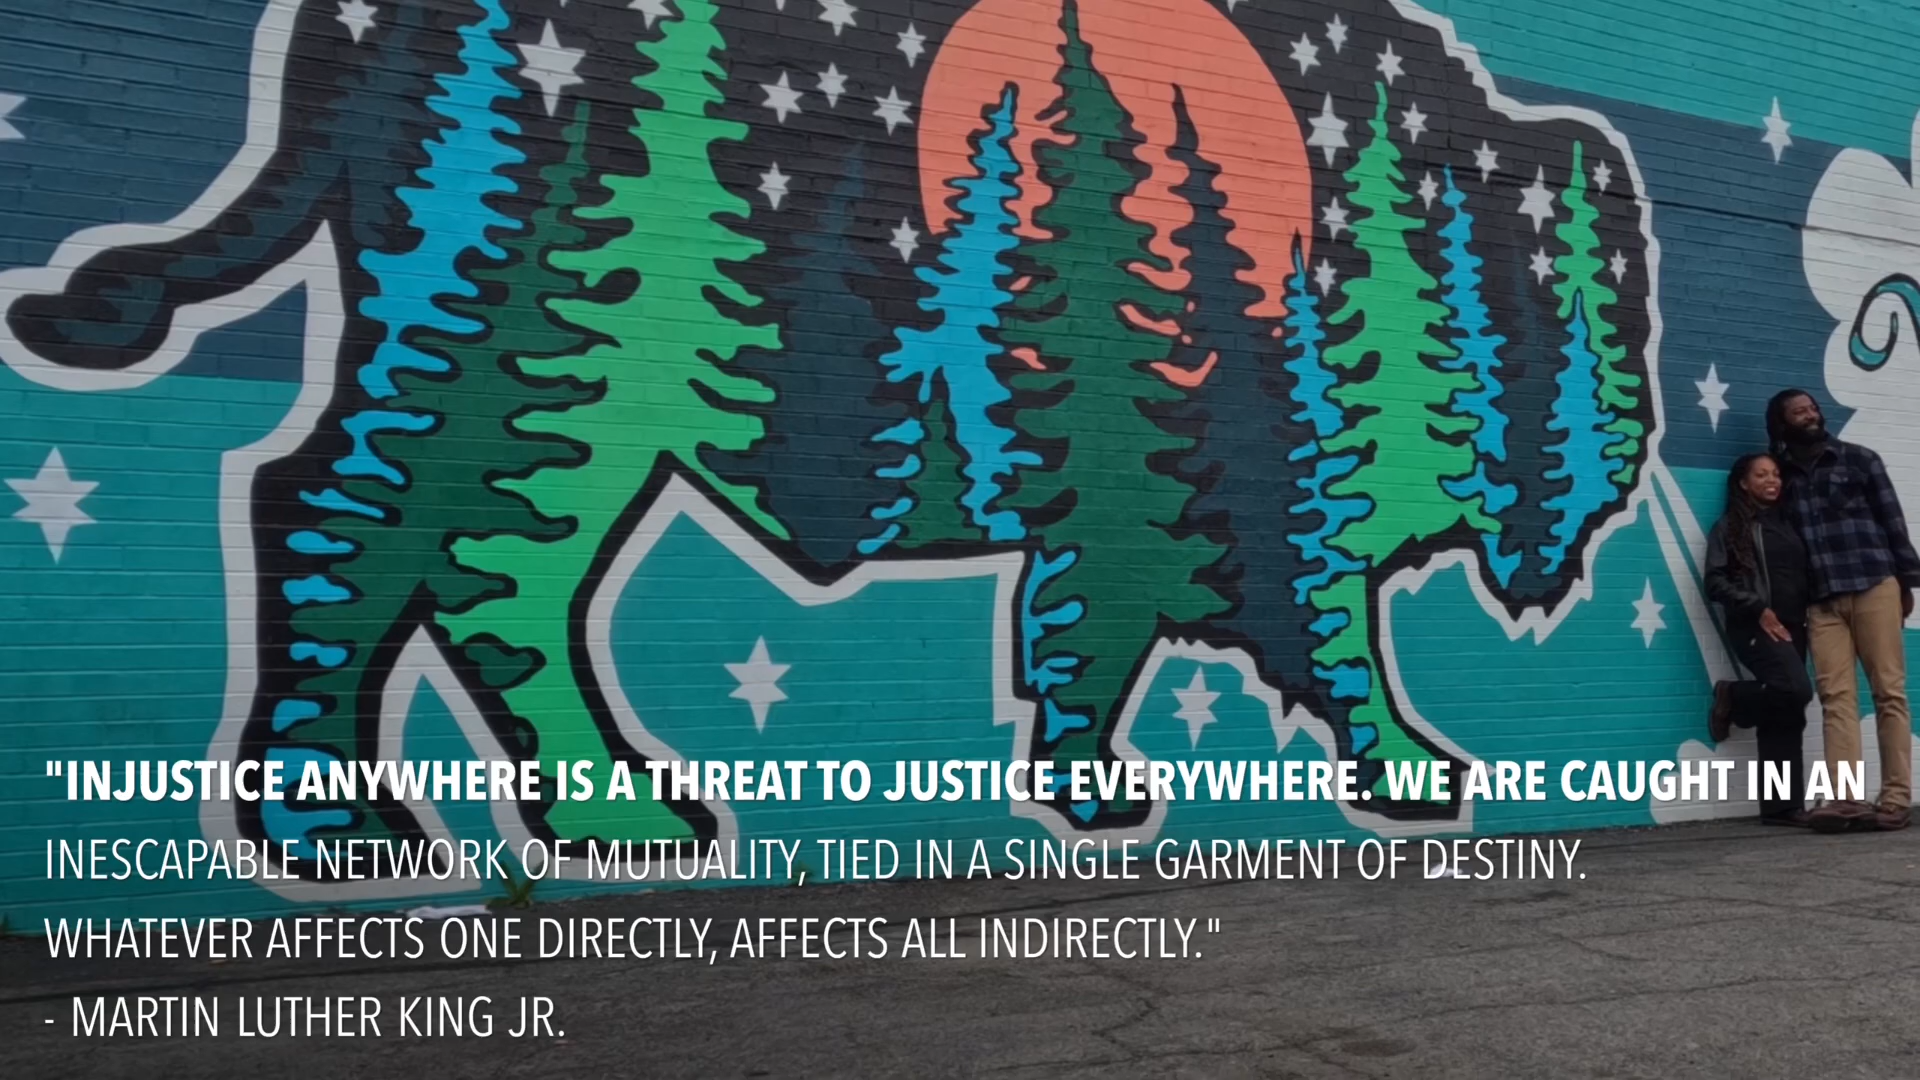 "INJUSTICE ANYWHERE IS A THREAT TO JUSTICE EVERYWHERE. WE ARE CAUGHT IN AN
INESCAPABLE NETWORK OF MUTUALITY, TIED IN A SINGLE GARMENT OF DESTINY.
WHATEVER AFFECTS ONE DIRECTLY, AFFECTS ALL INDIRECTLY."
- MARTIN LUTHER KING JR.